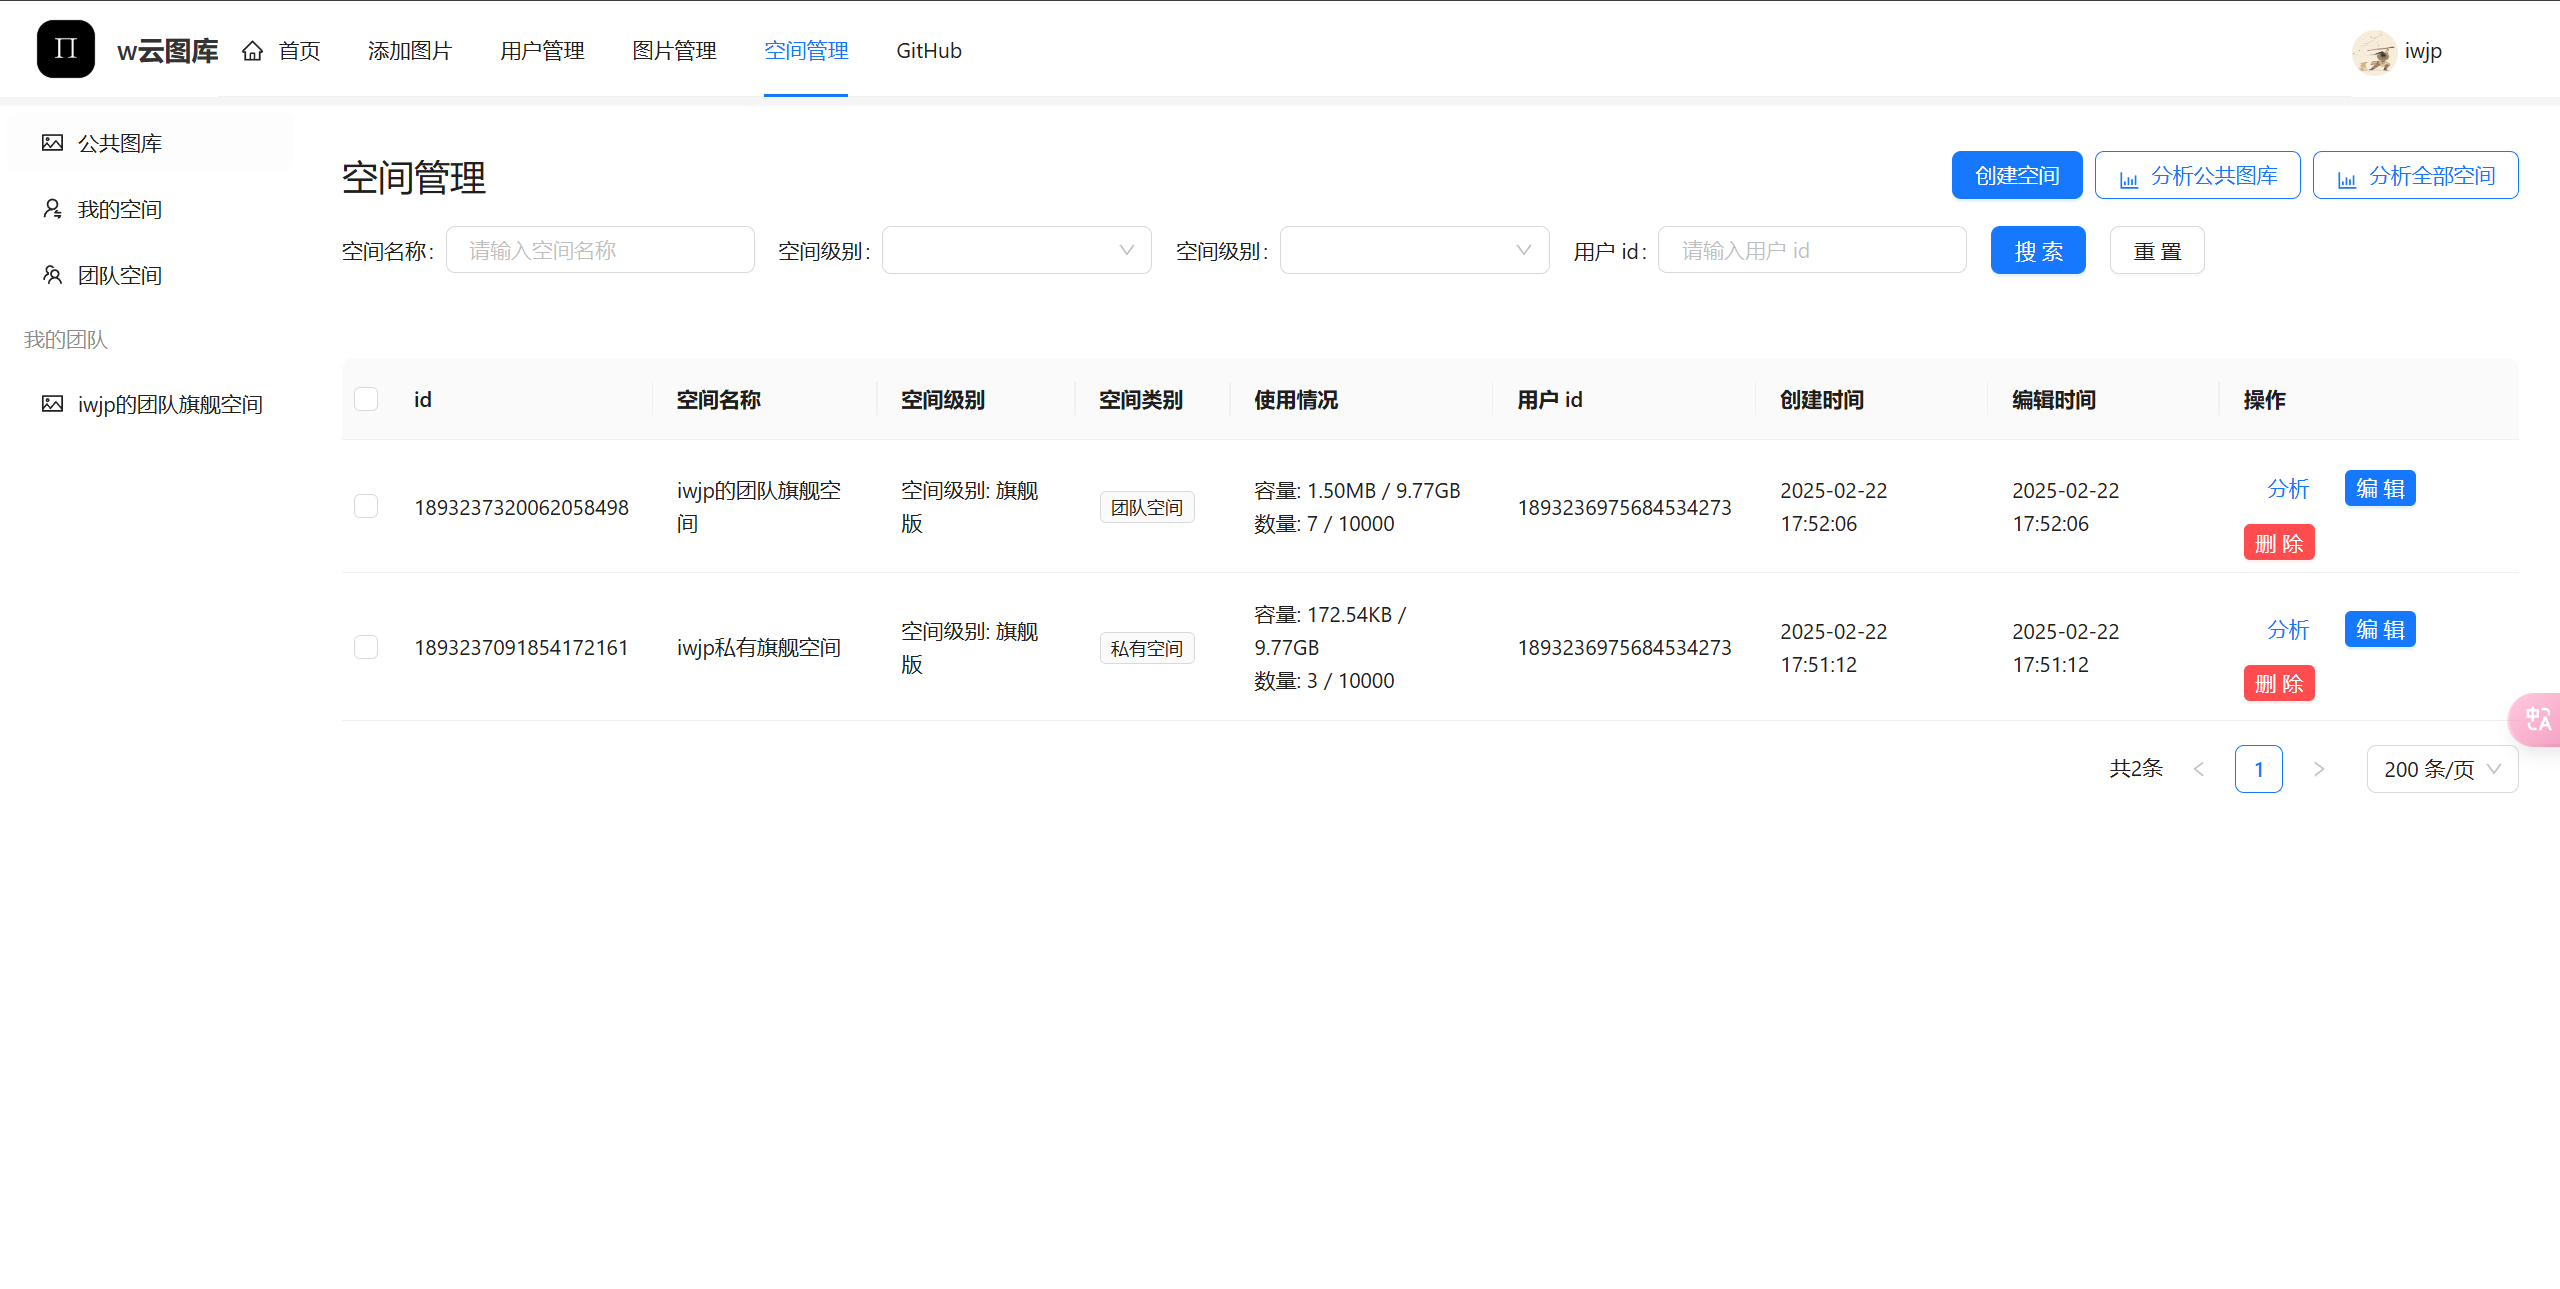 Π w云图库 首页 添加图片 用户管理 图片管理 空间管理 GitHub iwjp
公共图库
我的空间
团队空间
我的团队
iwjp的团队旗舰空间
空间管理 创建空间 分析公共图库 分析全部空间
空间名称: 请输入空间名称 空间级别: 空间级别: 用户 id: 请输入用户 id 搜 索 重 置
id 空间名称 空间级别 空间类别 使用情况 用户 id 创建时间 编辑时间 操作
1893237320062058498
iwjp的团队旗舰空
间
空间级别: 旗舰
版
团队空间
容量: 1.50MB / 9.77GB
数量: 7 / 10000
1893236975684534273
2025-02-22
17:52:06
2025-02-22
17:52:06
分析 编 辑
删 除
1893237091854172161
iwjp私有旗舰空间
空间级别: 旗舰
版
私有空间
容量: 172.54KB /
9.77GB
数量: 3 / 10000
1893236975684534273
2025-02-22
17:51:12
2025-02-22
17:51:12
分析 编 辑
删 除
中A
共2条 < 1 > 200 条/页